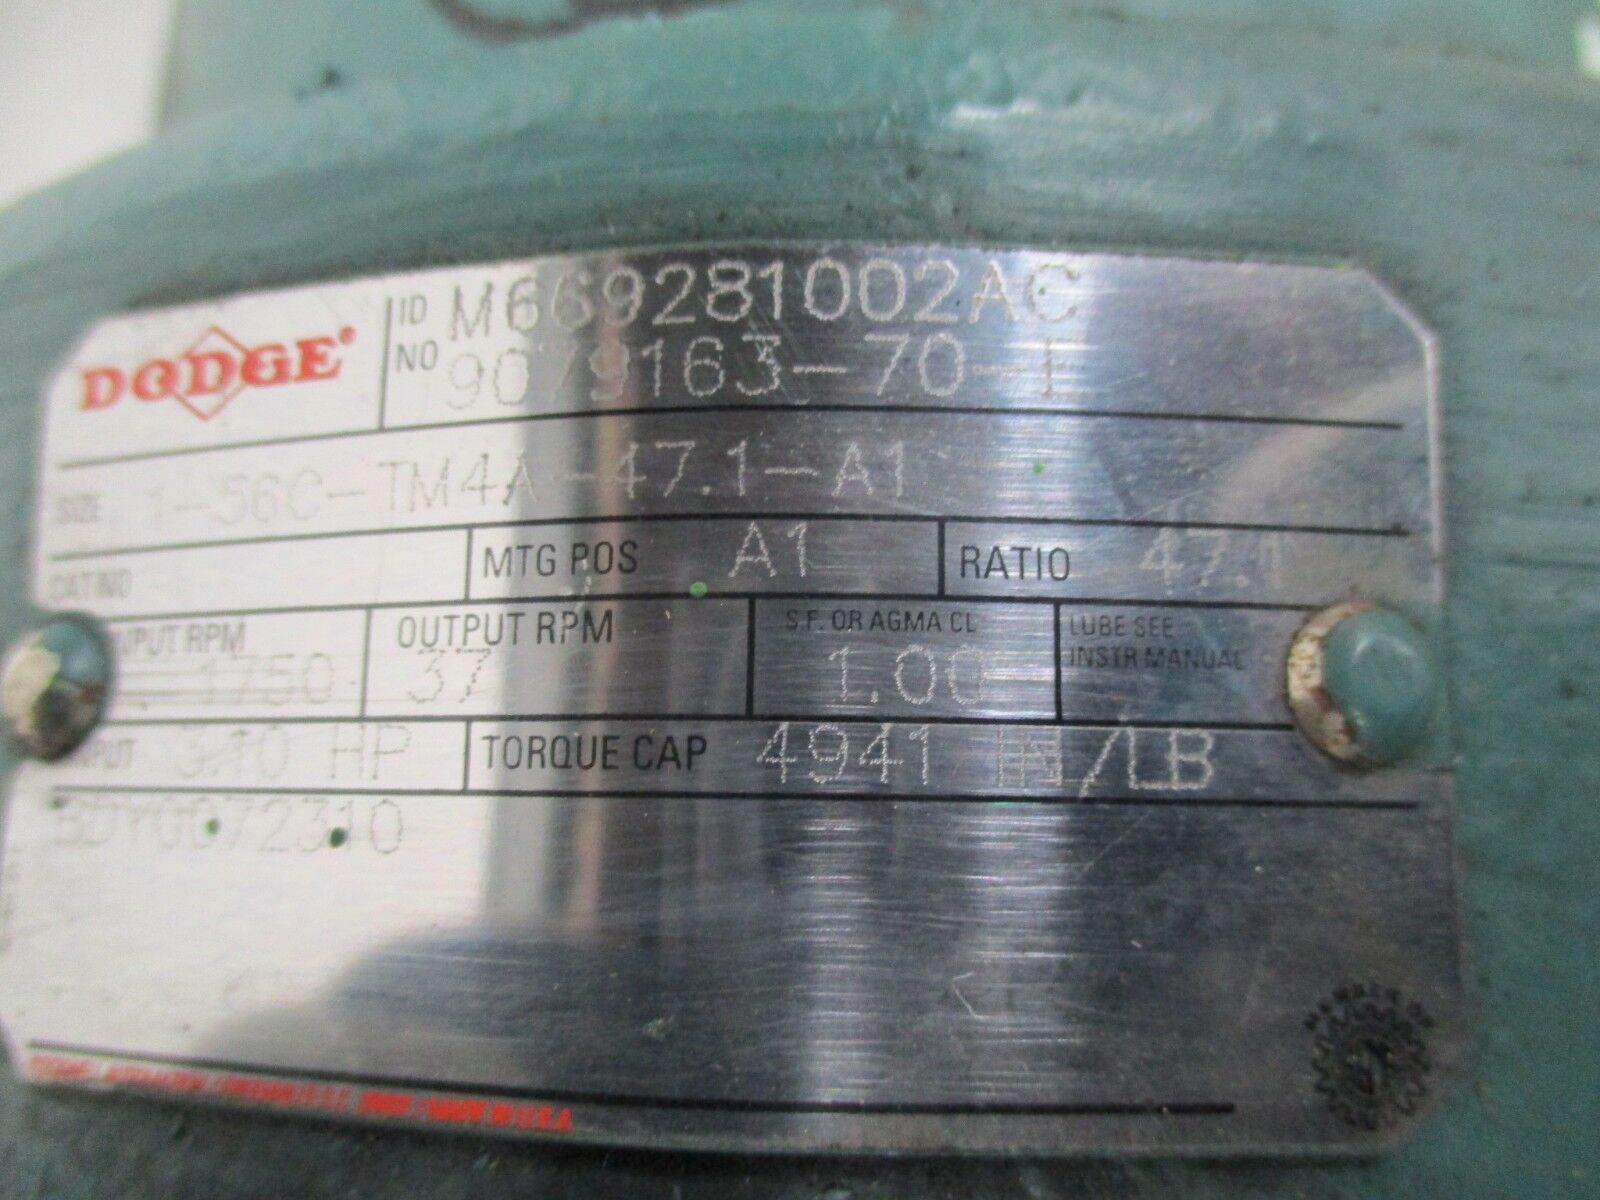 DODGE®
ID NO M669281002AC
9079163-70-E
SIZE 1-56C-TM4A-47.1-A1
CAT NO MTG POS A1 RATIO 47.1
INPUT RPM OUTPUT RPM S.F. OR AGMA CL LUBE SEE
INSTR MANUAL
1750 37 1.00
INPUT 3.10 HP TORQUE CAP 4941 IN/LB
MEMBER OF